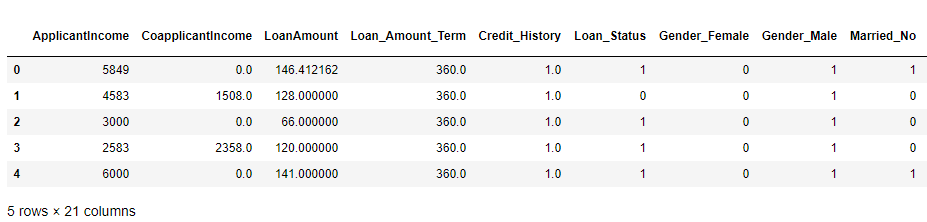 ApplicantIncome CoapplicantIncome LoanAmount Loan_Amount_Term Credit_History Loan_Status Gender_Female Gender_Male Married_No
0 5849 0.0 146.412162 360.0 1.0 1 0 1 1
1 4583 1508.0 128.000000 360.0 1.0 0 0 1 0
2 3000 0.0 66.000000 360.0 1.0 1 0 1 0
3 2583 2358.0 120.000000 360.0 1.0 1 0 1 0
4 6000 0.0 141.000000 360.0 1.0 1 0 1 1
5 rows × 21 columns